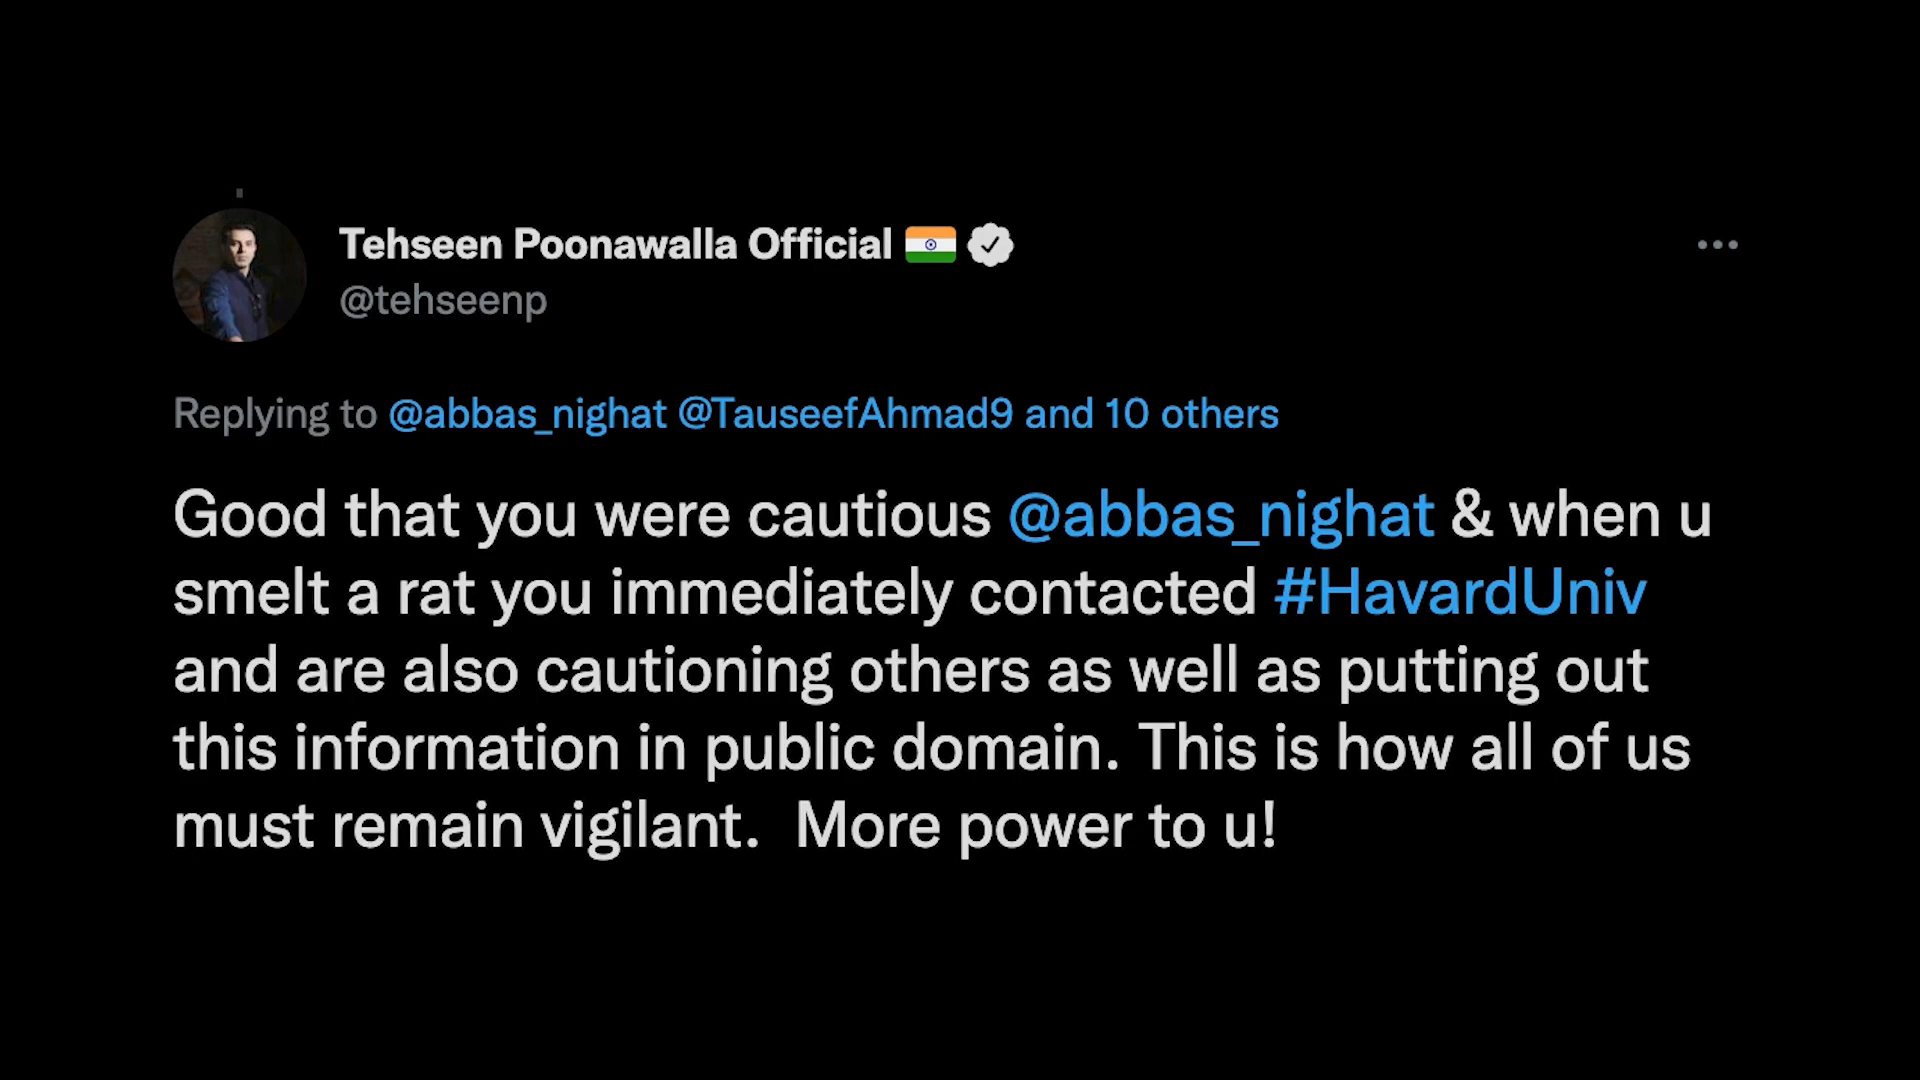 Tehseen Poonawalla Official 🇮🇳
@tehseenp
Replying to @abbas_nighat @TauseefAhmad9 and 10 others
Good that you were cautious @abbas_nighat & when u
smelt a rat you immediately contacted #HavardUniv
and are also cautioning others as well as putting out
this information in public domain. This is how all of us
must remain vigilant.  More power to u!